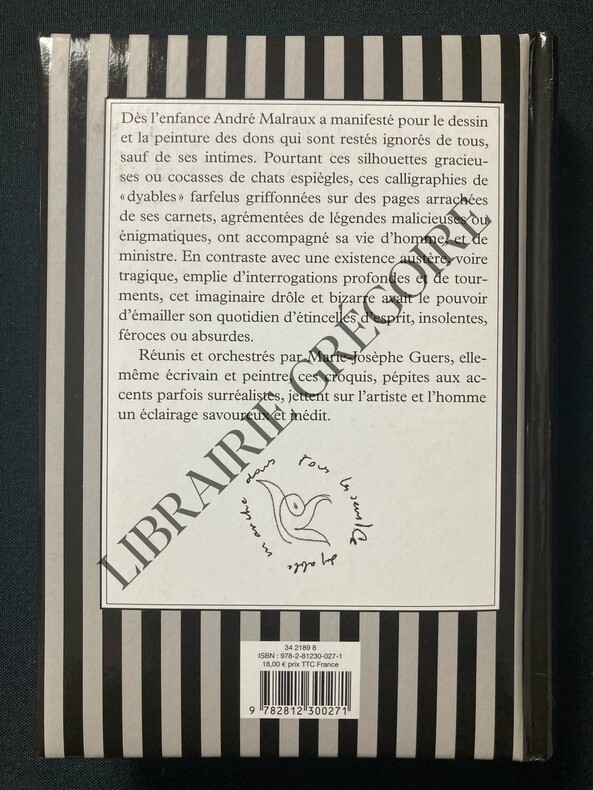 Dès l'enfance André Malraux a manifesté pour le dessin
et la peinture des dons qui sont restés ignorés de tous,
sauf de ses intimes. Pourtant ces silhouettes gracieu-
ses ou cocasses de chats espiègles, ces calligraphies de
« dyables » farfelus griffonnées sur des pages arrachées
de ses carnets, agrémentées de légendes malicieuses ou
énigmatiques, ont accompagné sa vie d'homme, et de
ministre. En contraste avec une existence austère, voire
tragique, emplie d'interrogations profondes et de tour-
ments, cet imaginaire drôle et bizarre avait le pouvoir
d'émailler son quotidien d'étincelles d'esprit, insolentes,
féroces ou absurdes.
Réunis et orchestrés par Marie-Josèphe Guers, elle-
même écrivain et peintre, ces croquis, pépites aux ac-
cents parfois surréalistes, jettent sur l'artiste et l'homme
un éclairage savoureux et inédit.
LIBRAIRIE GRÉGOIRE
dyable marche dans tous les sens
34 2189 8
ISBN : 978-2-81230-027-1
18,00 € prix TTC France
9 782812 300271